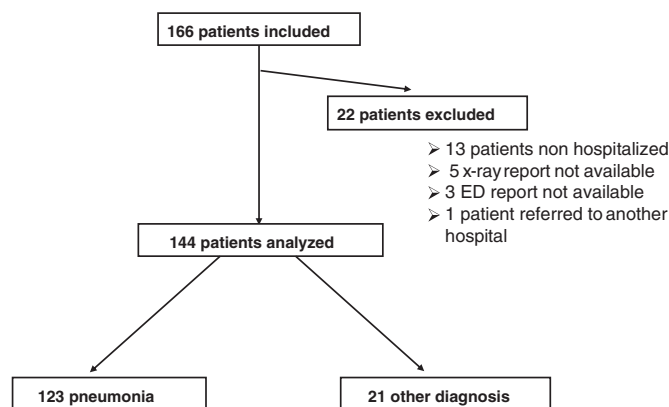 166 patients included
22 patients excluded
➢ 13 patients non hospitalized
➢ 5 x-ray report not available
➢ 3 ED report not available
➢ 1 patient referred to another
hospital
144 patients analyzed
123 pneumonia
21 other diagnosis